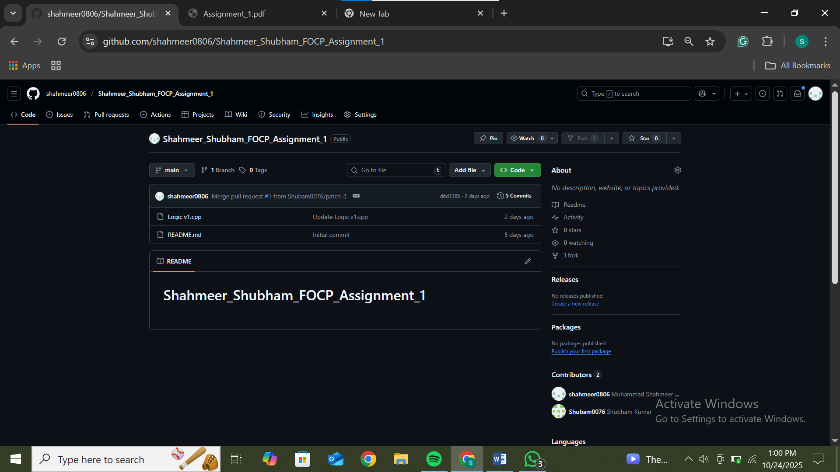 shahmeer0806/Shahmeer_Shub
Assignment_1.pdf
New Tab
github.com/shahmeer0806/Shahmeer_Shubham_FOCP_Assignment_1
S
Apps
All Bookmarks
shahmeer0806 / Shahmeer_Shubham_FOCP_Assignment_1
Type / to search
Code
Issues
Pull requests
Actions
Projects
Wiki
Security
Insights
Settings
Shahmeer_Shubham_FOCP_Assignment_1 Public
Pin
Watch 0
Fork 1
Star 0
main
1 Branch
0 Tags
Go to file t
Add file
Code
shahmeer0806 Merge pull request #1 from Shubam0076/patch-2
2 days ago
5 Commits
Logic v1.cpp Update Logic v1.cpp 2 days ago
README.md Initial commit 5 days ago
README
Shahmeer_Shubham_FOCP_Assignment_1
About
No description, website, or topics provided.
Readme
Activity
0 stars
0 watching
1 fork
Releases
No releases published
Create a new release
Packages
No packages published
Publish your first package
Contributors 2
shahmeer0806 Muhammad Shahmeer ...
Shubam0076 Shubham Kumar
Languages
Activate Windows
Go to Settings to activate Windows.
Type here to search
3
The...
1:00 PM
10/24/2025